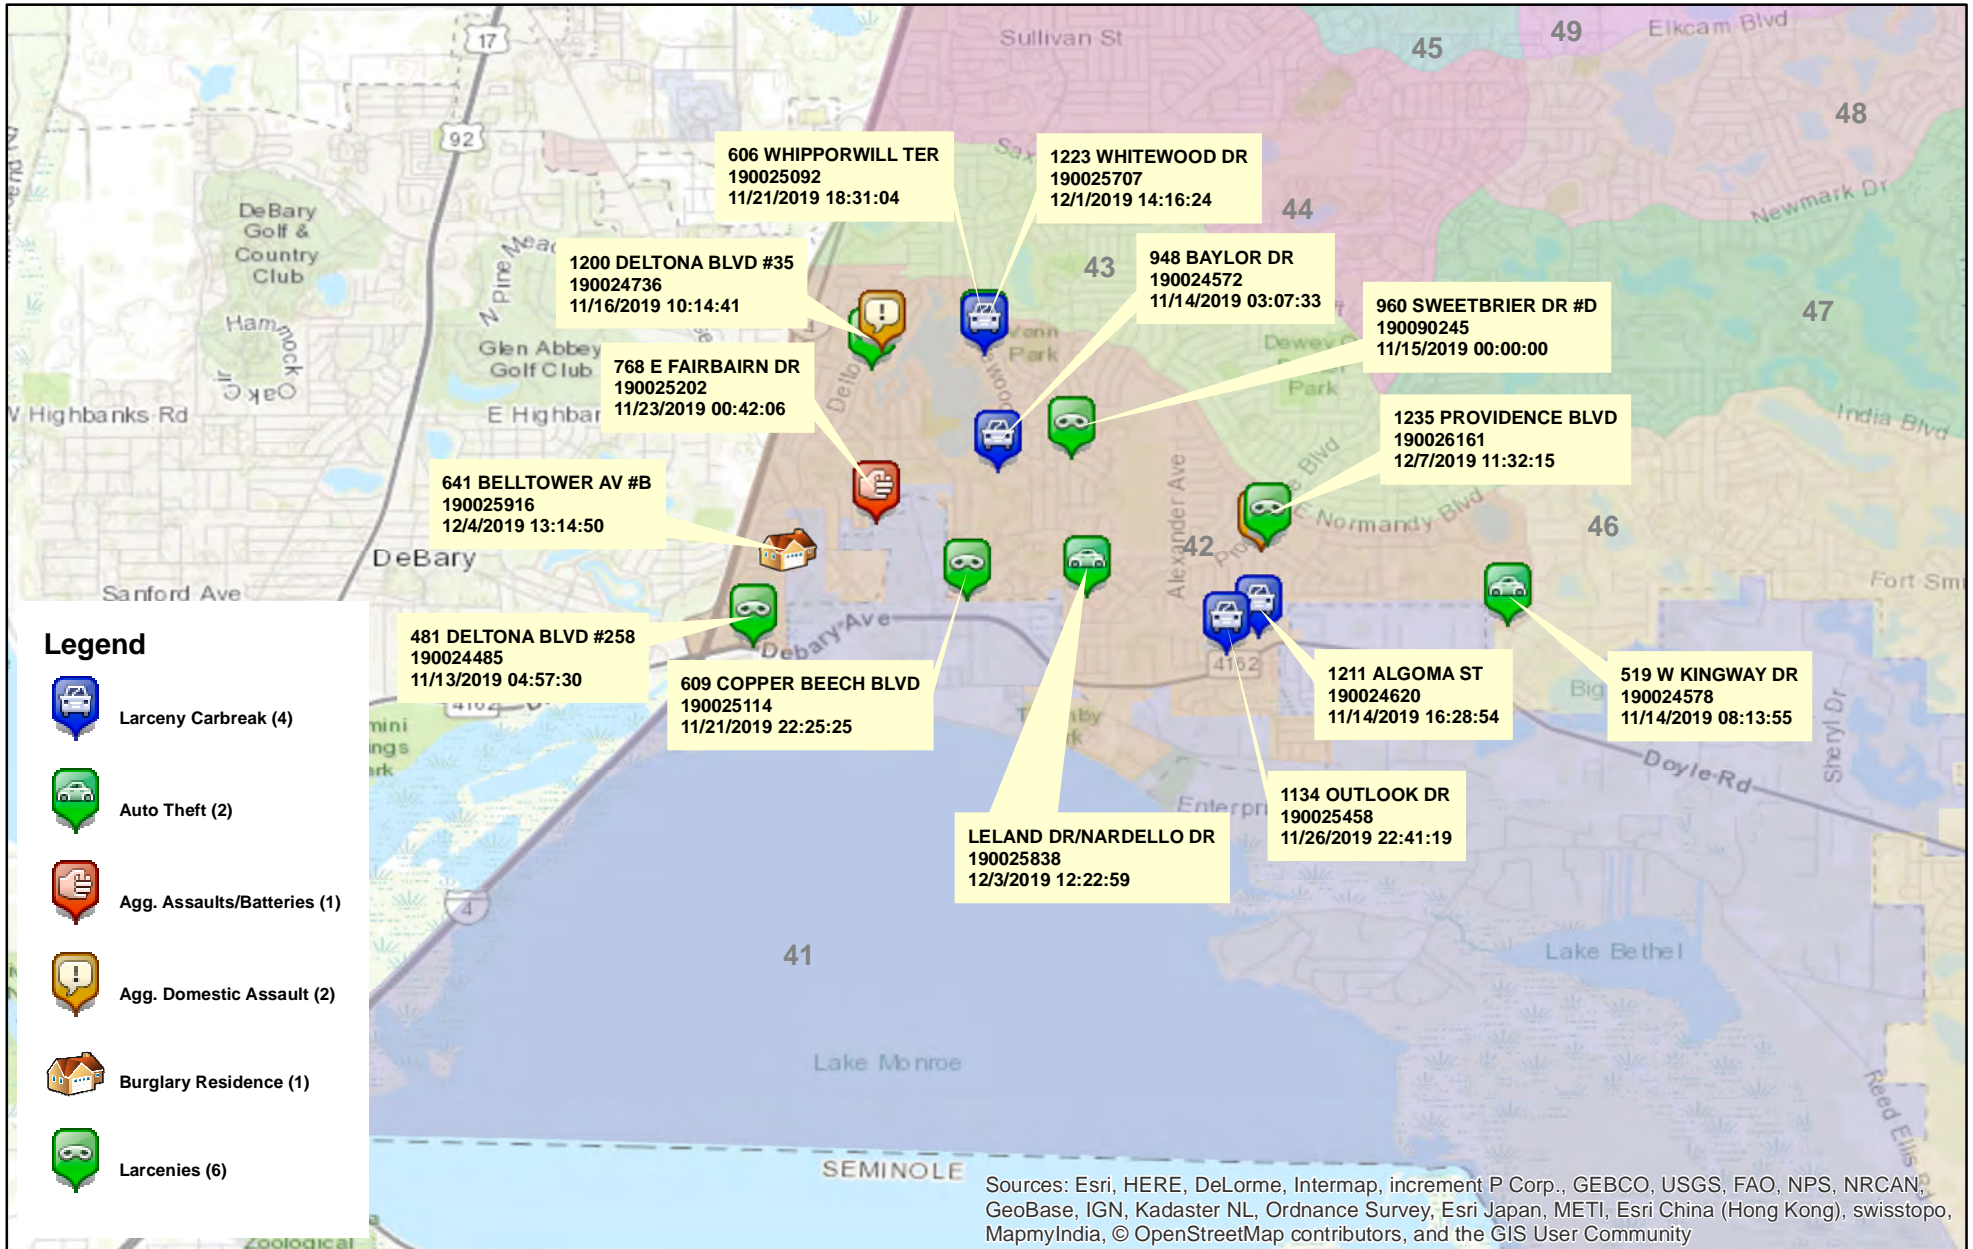 17
Sullivan St
45
49
Elkcam Blvd
48
92
606 WHIPPORWILL TER
190025092
11/21/2019 18:31:04
1223 WHITEWOOD DR
190025707
12/1/2019 14:16:24
44
Newmark Dr
DeBary
Golf &
Country
Club
1200 DELTONA BLVD #35
190024736
11/16/2019 10:14:41
43
948 BAYLOR DR
190024572
11/14/2019 03:07:33
960 SWEETBRIER DR #D
190090245
11/15/2019 00:00:00
47
Hammock Oak Cir
N Pine
Glen Abbey
Golf Club
Park
Park
768 E FAIRBAIRN DR
190025202
11/23/2019 00:42:06
W Highbanks Rd
India Blvd
1235 PROVIDENCE BLVD
190026161
12/7/2019 11:32:15
641 BELLTOWER AV #B
190025916
12/4/2019 13:14:50
Alexander Ave
E Normandy Blvd
46
42
DeBary
Sanford Ave
Debary Ave
481 DELTONA BLVD #258
190024485
11/13/2019 04:57:30
609 COPPER BEECH BLVD
190025114
11/21/2019 22:25:25
4162
1211 ALGOMA ST
190024620
11/14/2019 16:28:54
519 W KINGWAY DR
190024578
11/14/2019 08:13:55
Sheryl Dr
Doyle Rd
1134 OUTLOOK DR
190025458
11/26/2019 22:41:19
LELAND DR/NARDELLO DR
190025838
12/3/2019 12:22:59
4
41
Lake Bethel
Lake Monroe
SEMINOLE
Legend
Larceny Carbreak (4)
Auto Theft (2)
Agg. Assaults/Batteries (1)
Agg. Domestic Assault (2)
Burglary Residence (1)
Larcenies (6)
Zoological
Sources: Esri, HERE, DeLorme, Intermap, increment P Corp., GEBCO, USGS, FAO, NPS, NRCAN,
GeoBase, IGN, Kadaster NL, Ordnance Survey, Esri Japan, METI, Esri China (Hong Kong), swisstopo,
MapmyIndia, © OpenStreetMap contributors, and the GIS User Community